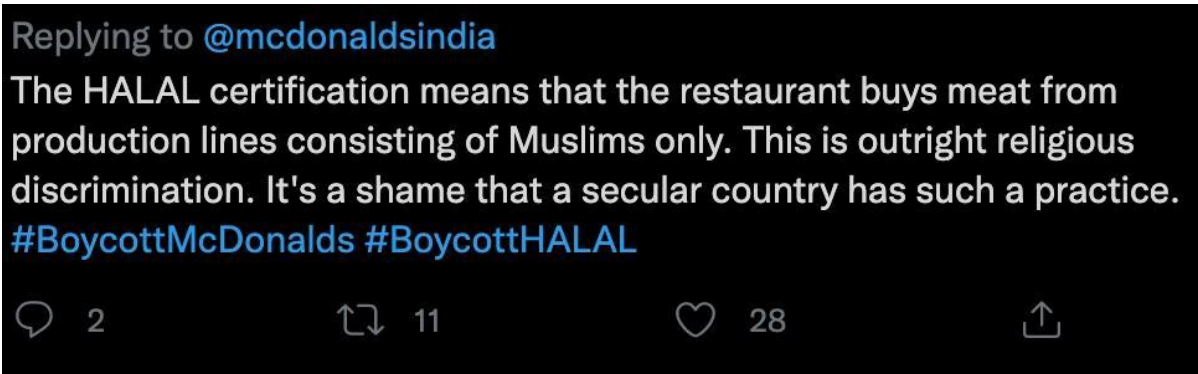 Replying to @mcdonaldsindia
The HALAL certification means that the restaurant buys meat from
production lines consisting of Muslims only. This is outright religious
discrimination. It's a shame that a secular country has such a practice.
#BoycottMcDonalds #BoycottHALAL
2 11 28